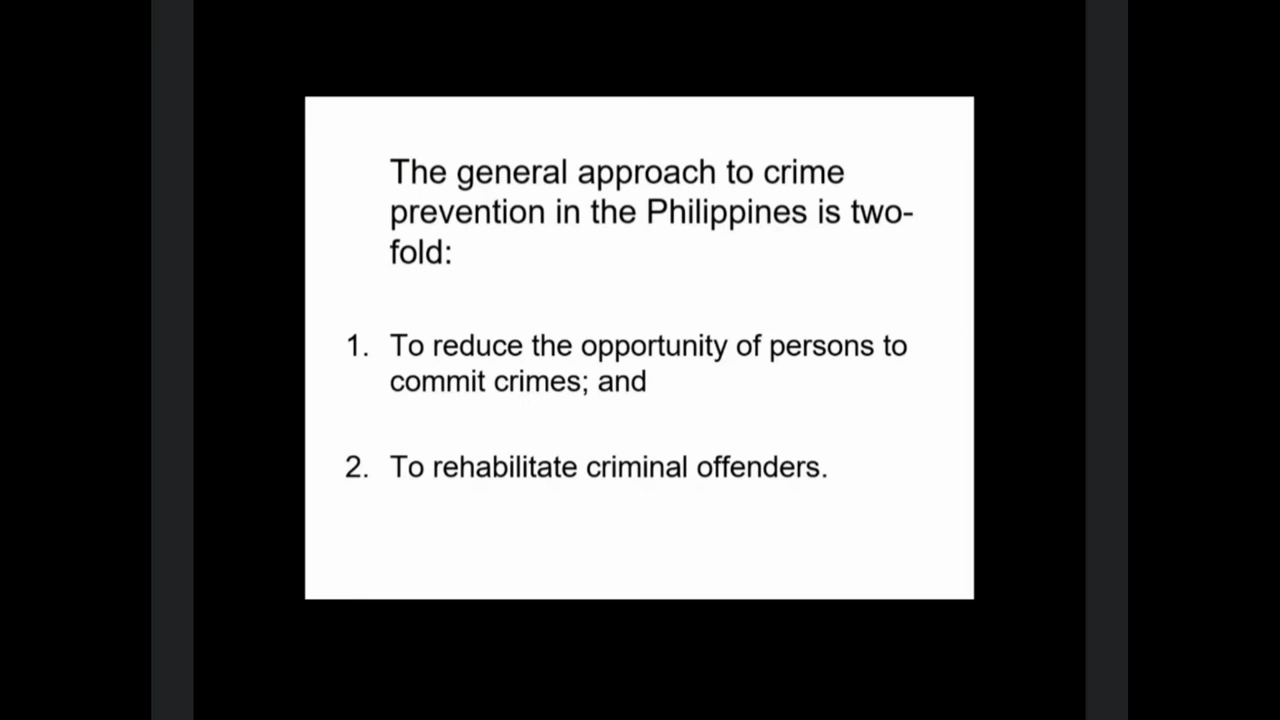 The general approach to crime
prevention in the Philippines is two-
fold:
1. To reduce the opportunity of persons to
commit crimes; and
2. To rehabilitate criminal offenders.